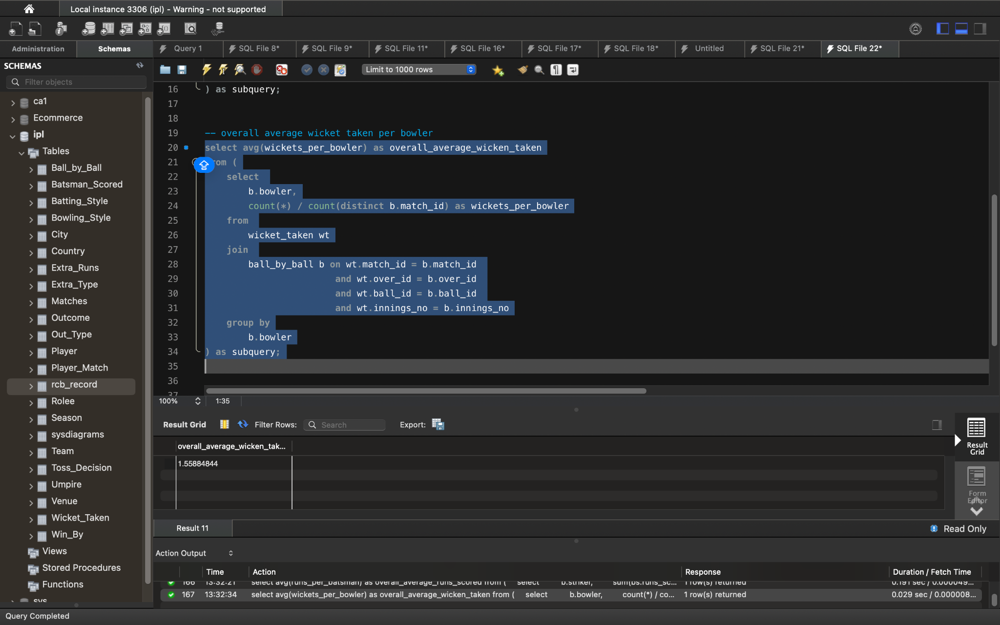 Local instance 3306 (ipl) - Warning - not supported
Administration
Schemas
Query 1
SQL File 8*
SQL File 9*
SQL File 11*
SQL File 16*
SQL File 17*
SQL File 18*
Untitled
SQL File 21*
SQL File 22*
SCHEMAS
Filter objects
ca1
Ecommerce
ipl
Tables
Ball_by_Ball
Batsman_Scored
Batting_Style
Bowling_Style
City
Country
Extra_Runs
Extra_Type
Matches
Outcome
Out_Type
Player
Player_Match
rcb_record
Rolee
Season
sysdiagrams
Team
Toss_Decision
Umpire
Venue
Wicket_Taken
Win_By
Views
Stored Procedures
Functions
sys
Limit to 1000 rows
16 ) as subquery;
17
18
19 -- overall average wicket taken per bowler
20 select avg(wickets_per_bowler) as overall_average_wicken_taken
21 rom (
22 select
23 b.bowler,
24 count(*) / count(distinct b.match_id) as wickets_per_bowler
25 from
26 wicket_taken wt
27 join
28 ball_by_ball b on wt.match_id = b.match_id
29 and wt.over_id = b.over_id
30 and wt.ball_id = b.ball_id
31 and wt.innings_no = b.innings_no
32 group by
33 b.bowler
34 ) as subquery;
35
36
37
100% 1:35
Result Grid Filter Rows: Search Export:
overall_average_wicken_tak...
1.55884844
Result Grid
Form Editor
Result 11
Read Only
Action Output
Time Action Response Duration / Fetch Time
166 13:32:21 select avg(runs_per_batsman) as overall_average_runs_scored from ( select b.striker, sum(bs.runs_sc... 1 row(s) returned 0.191 sec / 0.000049...
167 13:32:34 select avg(wickets_per_bowler) as overall_average_wicken_taken from ( select b.bowler, count(*) / co... 1 row(s) returned 0.029 sec / 0.000008...
Query Completed